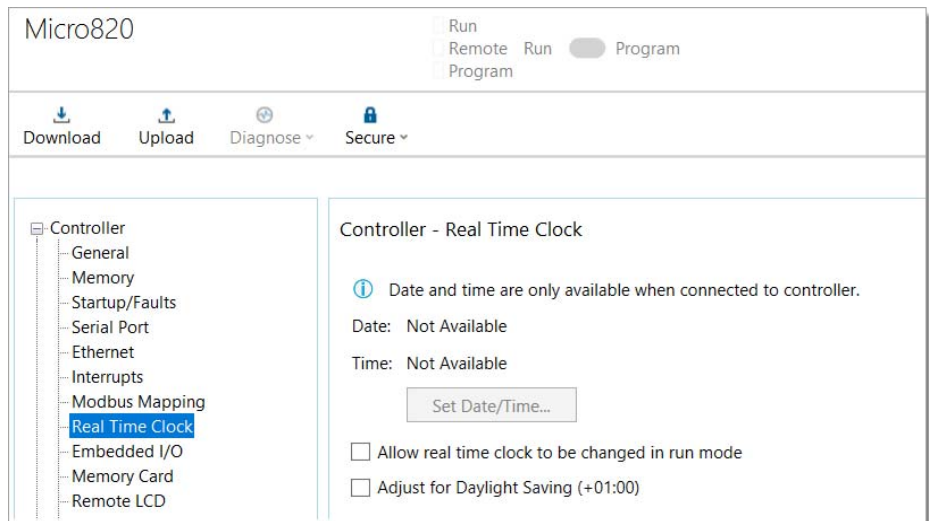 Micro820
Run
Remote Run Program
Program
Download Upload Diagnose Secure
Controller
General
Memory
Startup/Faults
Serial Port
Ethernet
Interrupts
Modbus Mapping
Real Time Clock
Embedded I/O
Memory Card
Remote LCD
Controller - Real Time Clock
Date and time are only available when connected to controller.
Date: Not Available
Time: Not Available
Set Date/Time...
Allow real time clock to be changed in run mode
Adjust for Daylight Saving (+01:00)